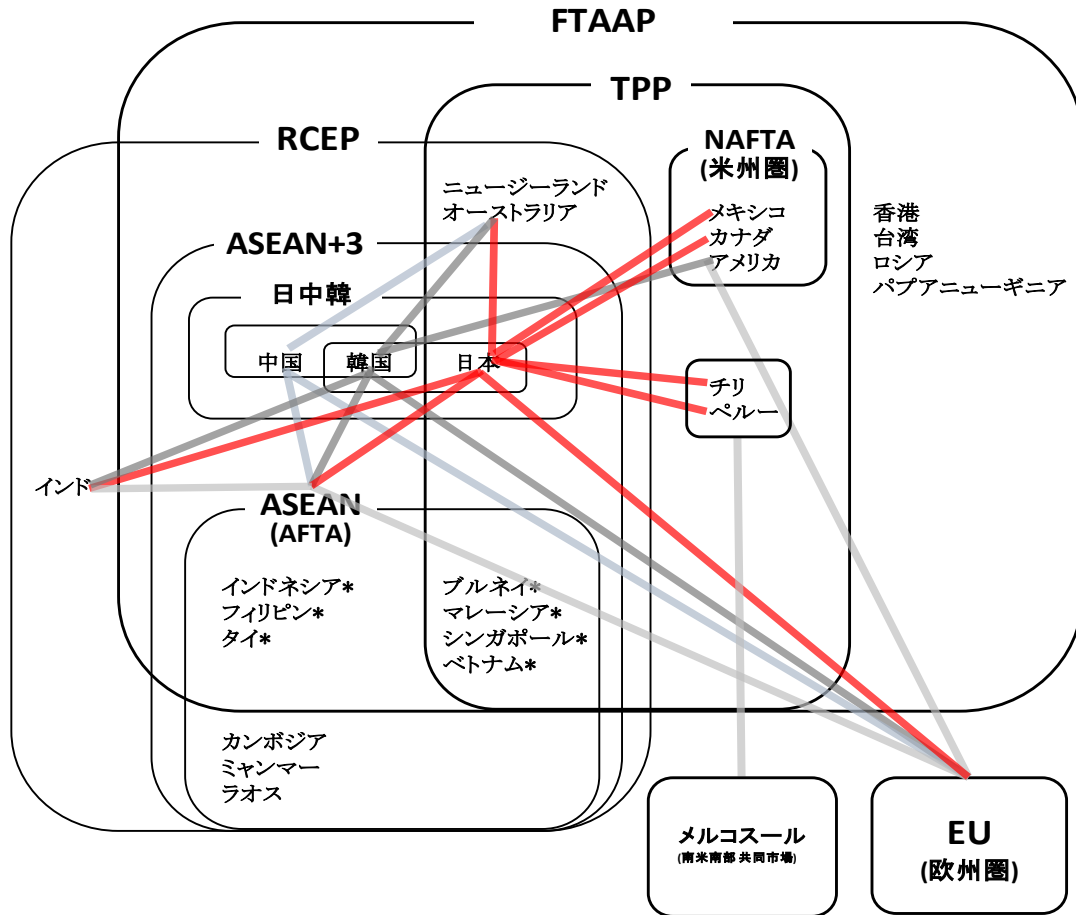 FTAAP
TPP
RCEP
NAFTA
(米州圏)
ニュージーランド
オーストラリア
メキシコ
カナダ
アメリカ
香港
台湾
ロシア
パプアニューギニア
ASEAN+3
日中韓
中国
韓国
日本
チリ
ペルー
インド
ASEAN
(AFTA)
インドネシア*
フィリピン*
タイ*
ブルネイ*
マレーシア*
シンガポール*
ベトナム*
カンボジア
ミャンマー
ラオス
メルコスール
(南米南部共同市場)
EU
(欧州圏)